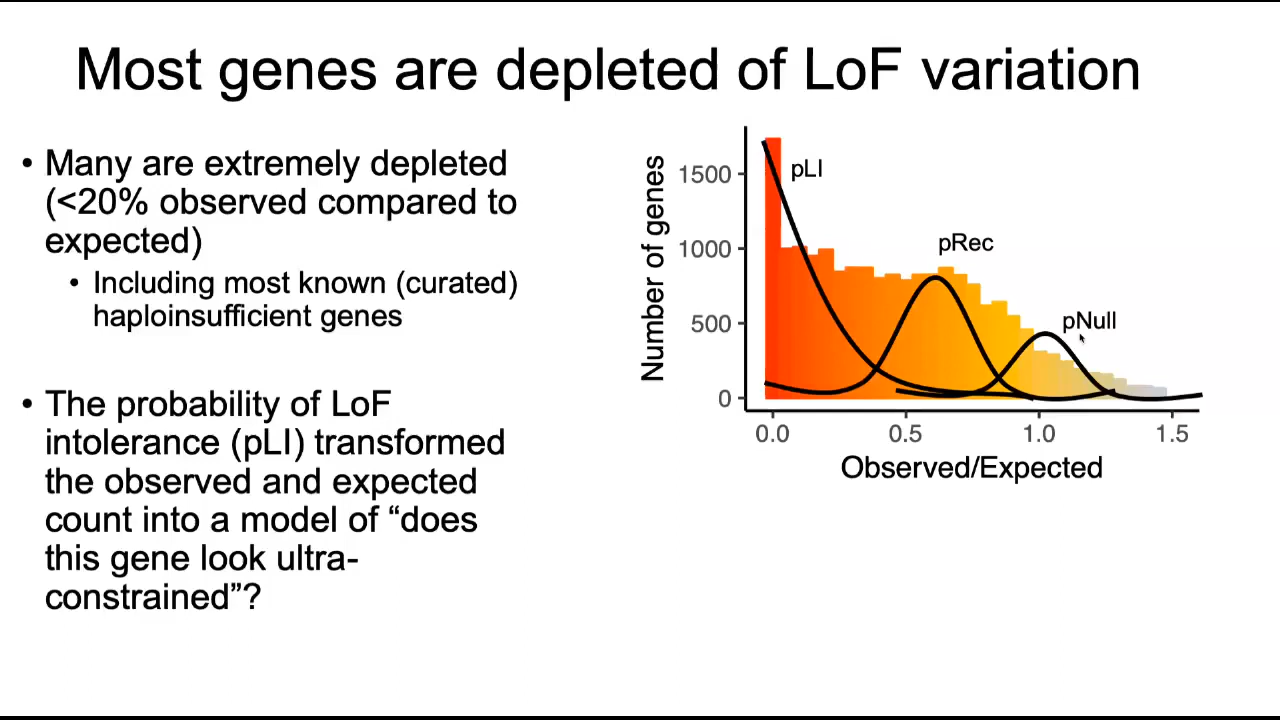 Most genes are depleted of LoF variation
• Many are extremely depleted
(<20% observed compared to
expected)
• Including most known (curated)
haploinsufficient genes
• The probability of LoF
intolerance (pLI) transformed
the observed and expected
count into a model of “does
this gene look ultra-
constrained”?
Number of genes
1500
1000
500
0
pLI
pRec
pNull
0.0 0.5 1.0 1.5
Observed/Expected